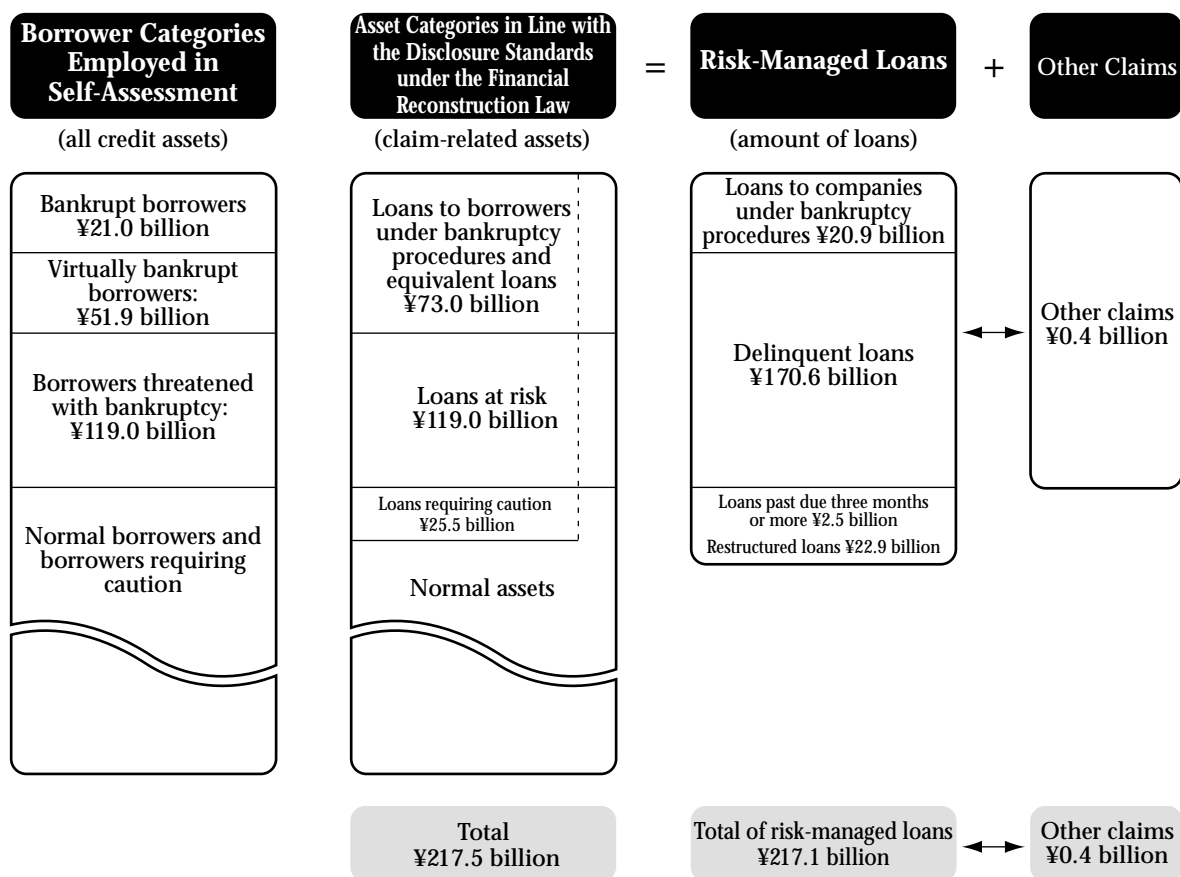 Borrower Categories
Employed in
Self-Assessment
(all credit assets)
Bankrupt borrowers
¥21.0 billion
Virtually bankrupt
borrowers:
¥51.9 billion
Borrowers threatened
with bankruptcy:
¥119.0 billion
Normal borrowers and
borrowers requiring
caution
Asset Categories in Line with
the Disclosure Standards
under the Financial
Reconstruction Law
(claim-related assets)
Loans to borrowers
under bankruptcy
procedures and
equivalent loans
¥73.0 billion
Loans at risk
¥119.0 billion
Loans requiring caution
¥25.5 billion
Normal assets
Total
¥217.5 billion
=
Risk-Managed Loans
(amount of loans)
Loans to companies
under bankruptcy
procedures ¥20.9 billion
Delinquent loans
¥170.6 billion
Loans past due three months
or more ¥2.5 billion
Restructured loans ¥22.9 billion
Total of risk-managed loans
¥217.1 billion
+
Other Claims
Other claims
¥0.4 billion
Other claims
¥0.4 billion